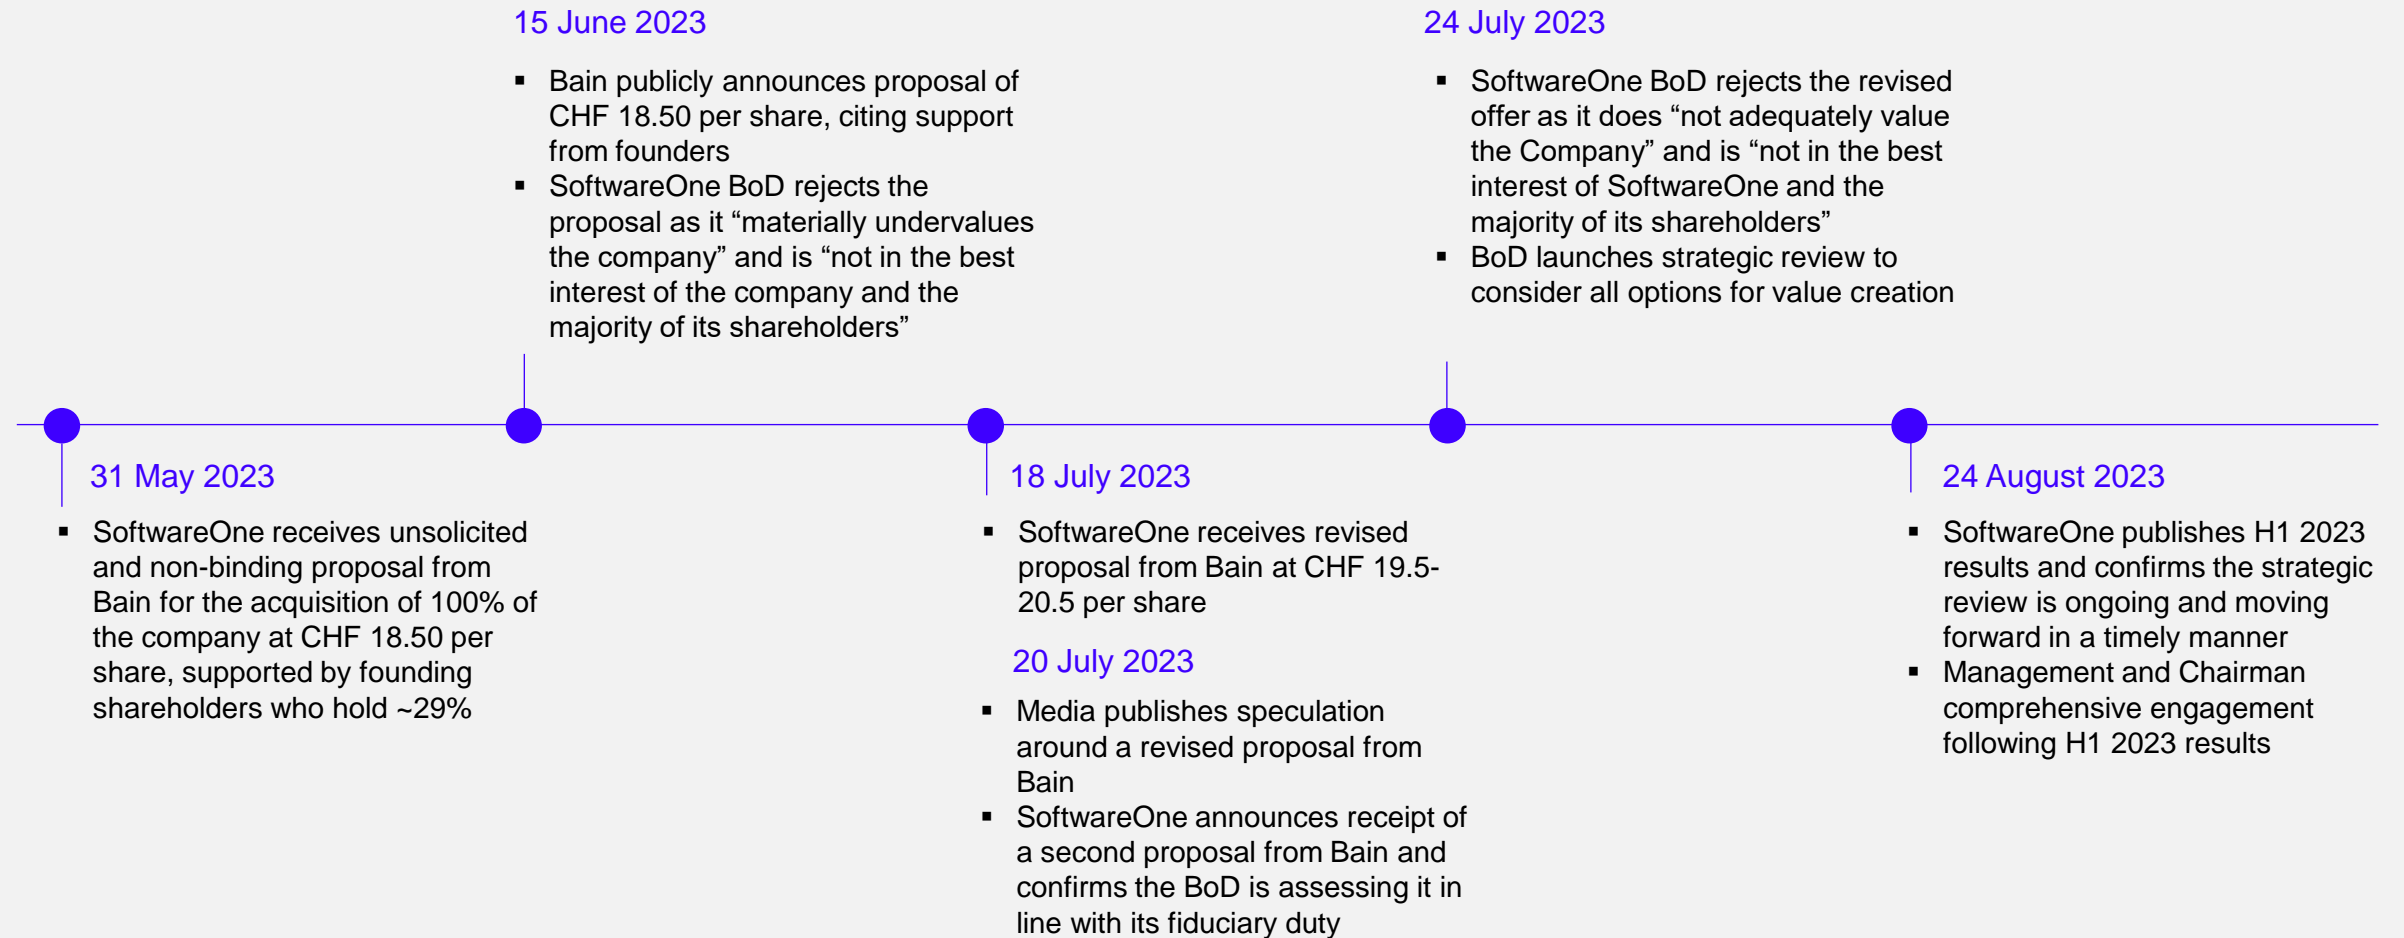 15 June 2023
▪ Bain publicly announces proposal of
CHF 18.50 per share, citing support
from founders
▪ SoftwareOne BoD rejects the
proposal as it “materially undervalues
the company” and is “not in the best
interest of the company and the
majority of its shareholders”
24 July 2023
▪ SoftwareOne BoD rejects the revised
offer as it does “not adequately value
the Company” and is “not in the best
interest of SoftwareOne and the
majority of its shareholders”
▪ BoD launches strategic review to
consider all options for value creation
31 May 2023
▪ SoftwareOne receives unsolicited
and non-binding proposal from
Bain for the acquisition of 100% of
the company at CHF 18.50 per
share, supported by founding
shareholders who hold ~29%
18 July 2023
▪ SoftwareOne receives revised
proposal from Bain at CHF 19.5-
20.5 per share
20 July 2023
▪ Media publishes speculation
around a revised proposal from
Bain
▪ SoftwareOne announces receipt of
a second proposal from Bain and
confirms the BoD is assessing it in
line with its fiduciary duty
24 August 2023
▪ SoftwareOne publishes H1 2023
results and confirms the strategic
review is ongoing and moving
forward in a timely manner
▪ Management and Chairman
comprehensive engagement
following H1 2023 results